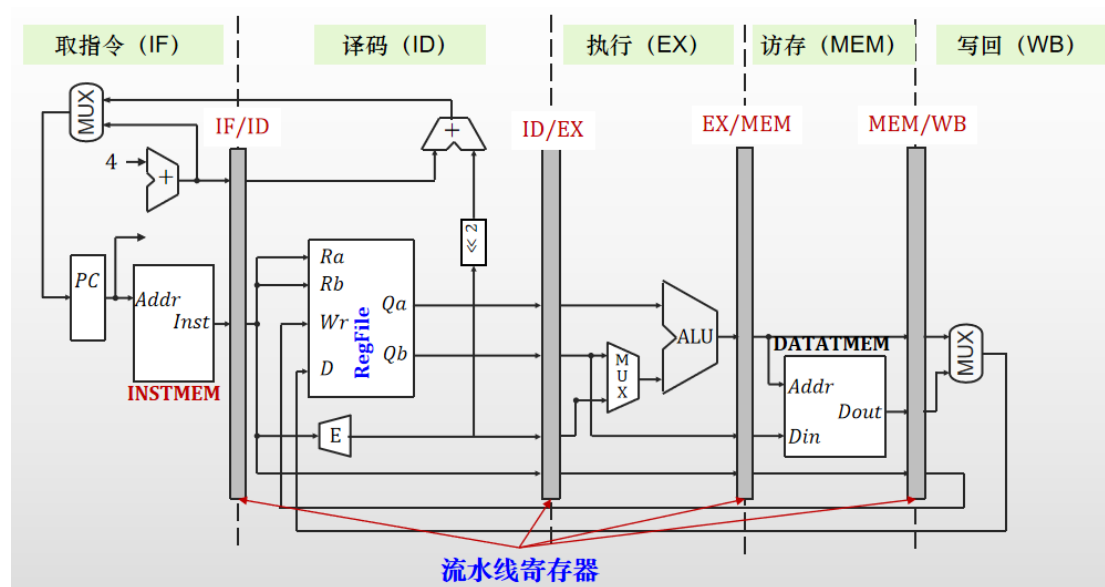 取指令（IF）
译码（ID）
执行（EX）
访存（MEM）
写回（WB）
MUX
IF/ID
+
ID/EX
EX/MEM
MEM/WB
4
+
<< 2
PC
Addr
Inst
INSTMEM
Ra
Rb
Wr
D
Qa
Qb
RegFile
E
MUX
ALU
DATATMEM
Addr
Dout
Din
MUX
流水线寄存器